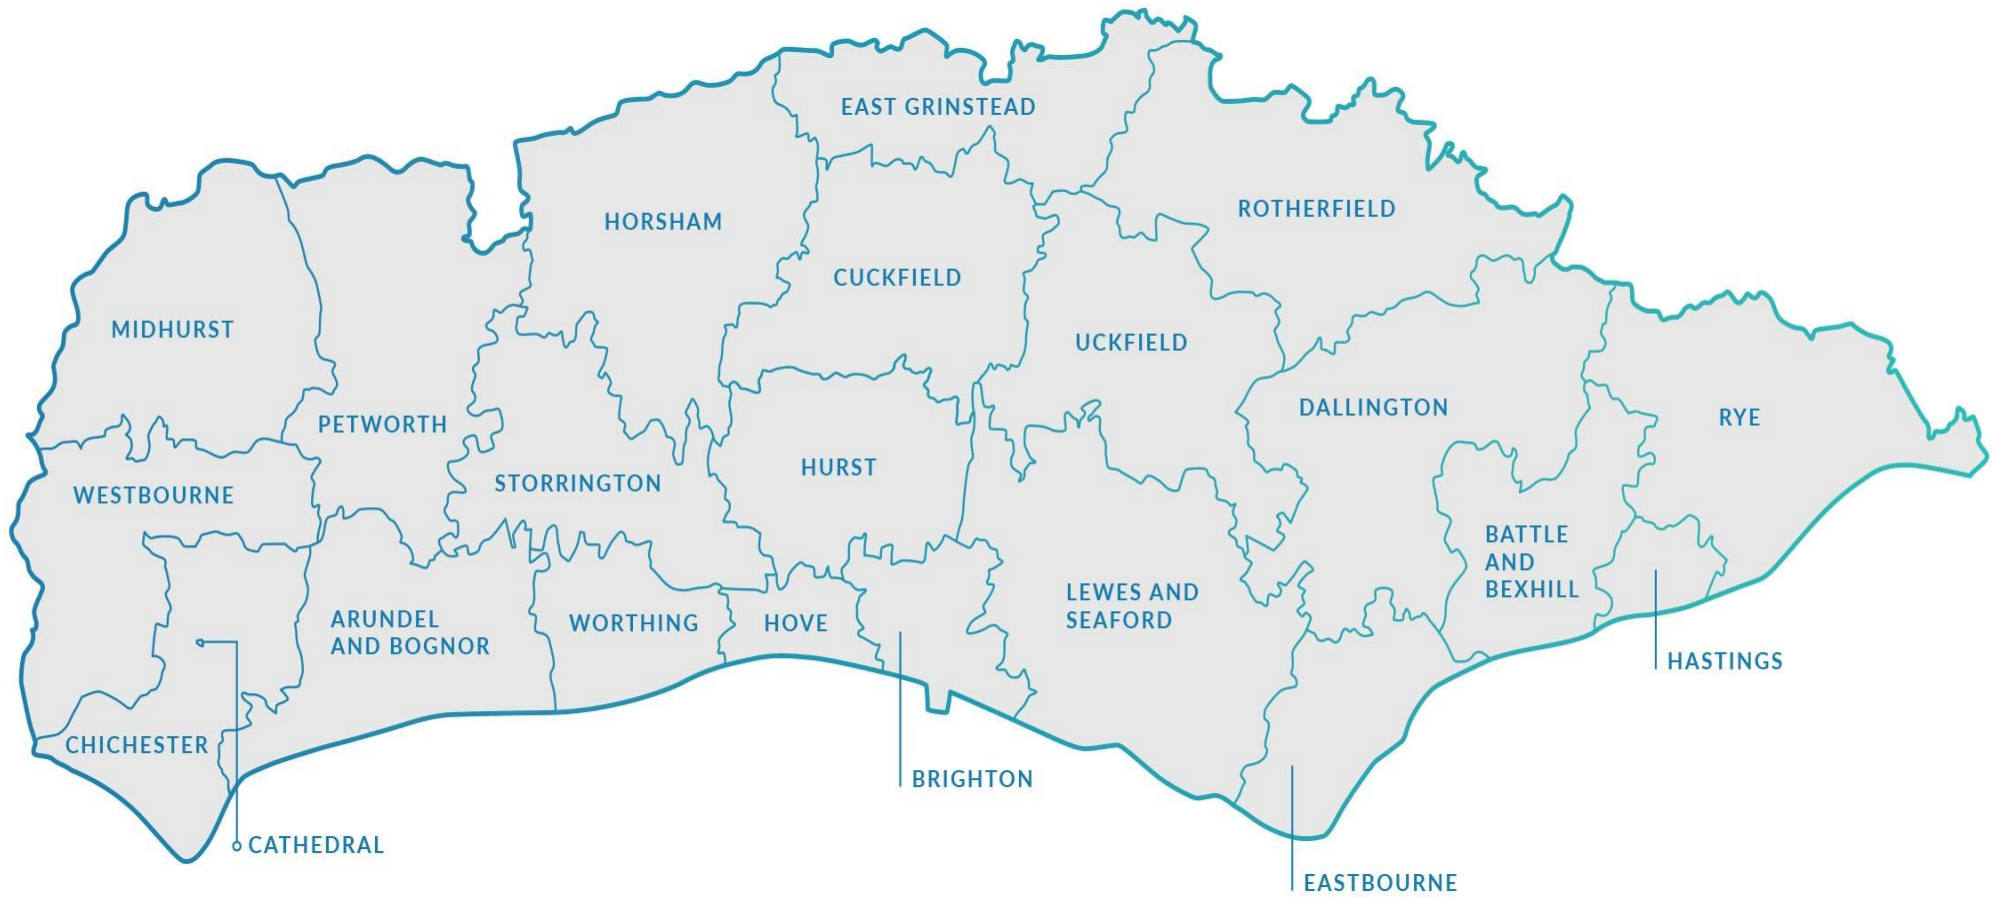 EAST GRINSTEAD
HORSHAM
ROTHERFIELD
CUCKFIELD
MIDHURST
UCKFIELD
PETWORTH
DALLINGTON
RYE
WESTBOURNE
STORRINGTON
HURST
BATTLE
AND
BEXHILL
ARUNDEL
AND BOGNOR
WORTHING
HOVE
LEWES AND
SEAFORD
HASTINGS
CHICHESTER
BRIGHTON
CATHEDRAL
EASTBOURNE